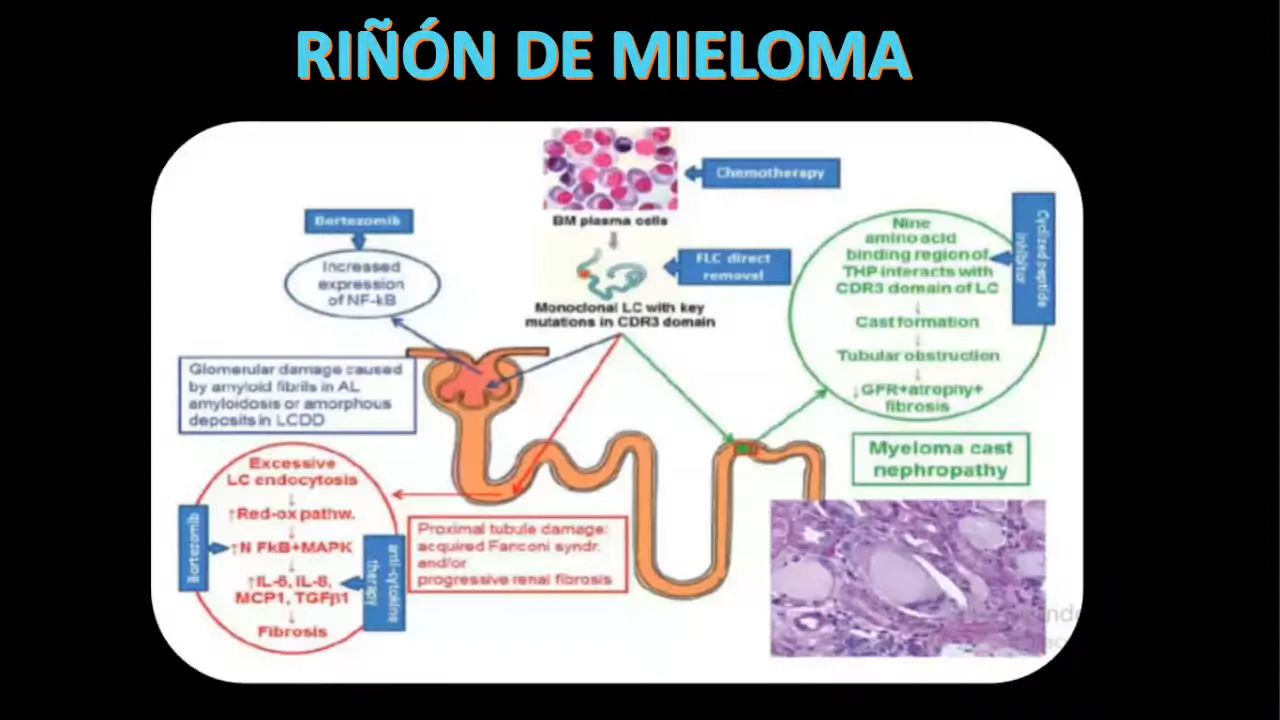 RIÑÓN DE MIELOMA
Chemotherapy
BM plasma cells
FLC direct
removal
Monoclonal LC with key
mutations in CDR3 domain
Bortezomib
Increased
expression
of NF-kB
Glomerular damage caused
by amyloid fibrils in AL
amyloidosis or amorphous
deposits in LCDD
Nine
amino acid
binding region of
THP interacts with
CDR3 domain of LC
↓
Cast formation
↓
Tubular obstruction
↓
↓GFR+atrophy+
fibrosis
Cyclized peptide
inhibitor
Myeloma cast
nephropathy
Excessive
LC endocytosis
↓
↑Red-ox pathw.
↓
↑N FkB+MAPK
↓
↑IL-6, IL-8,
MCP1, TGFβ1
↓
Fibrosis
Bortezomib
anti-cytokine
therapy
Proximal tubule damage:
acquired Fanconi syndr.
and/or
progressive renal fibrosis